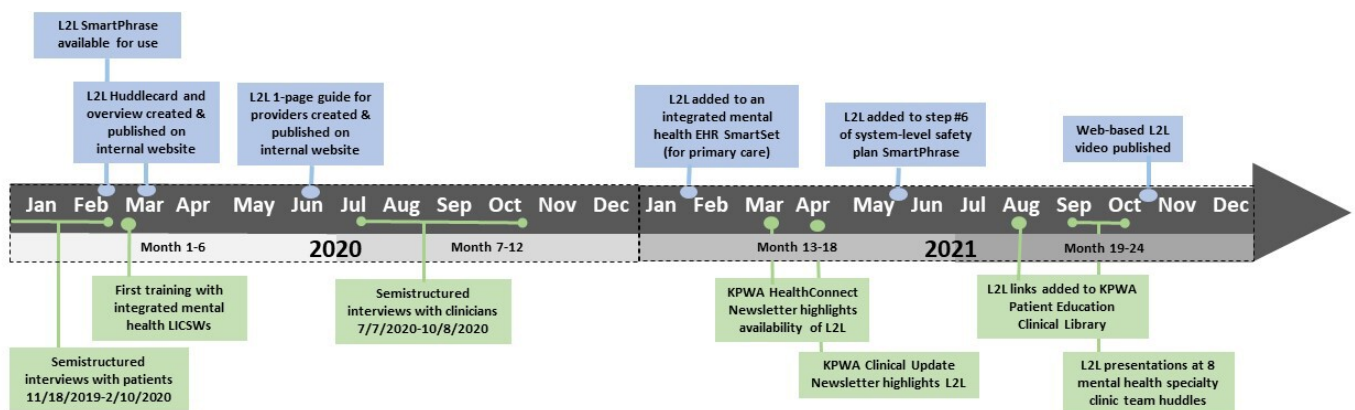 L2L SmartPhrase
available for use
L2L Huddlecard and
overview created &
published on
internal website
L2L 1-page guide for
providers created &
published on
internal website
L2L added to an
integrated mental
health EHR SmartSet
(for primary care)
L2L added to step #6
of system-level safety
plan SmartPhrase
Web-based L2L
video published
Jan Feb Mar Apr May Jun Jul Aug Sep Oct Nov Dec Jan Feb Mar Apr May Jun Jul Aug Sep Oct Nov Dec
Month 1-6 2020 Month 7-12 Month 13-18 2021 Month 19-24
First training with
integrated mental
health LICSWs
Semistructured
interviews with patients
11/18/2019-2/10/2020
Semistructured
interviews with clinicians
7/7/2020-10/8/2020
KPWA HealthConnect
Newsletter highlights
availability of L2L
KPWA Clinical Update
Newsletter highlights L2L
L2L links added to KPWA
Patient Education
Clinical Library
L2L presentations at 8
mental health specialty
clinic team huddles